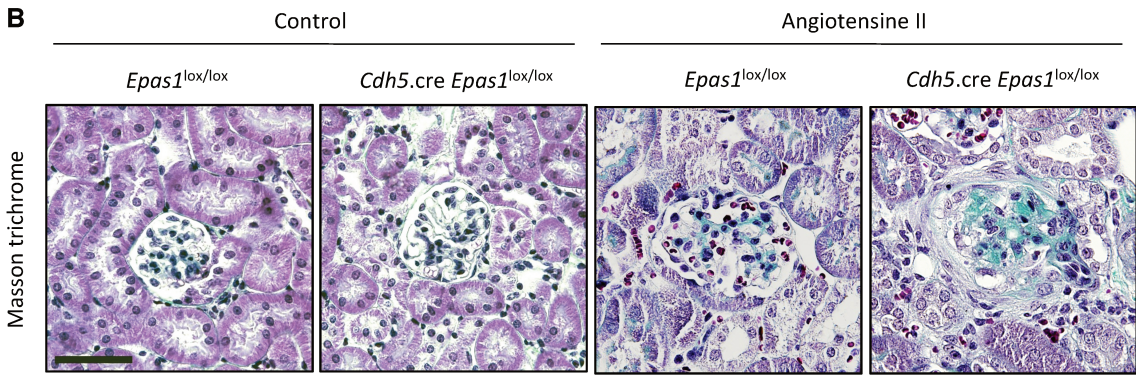 B
Control
Angiotensine II
Epas1lox/lox
Cdh5.cre Epas1lox/lox
Epas1lox/lox
Cdh5.cre Epas1lox/lox
Masson trichrome